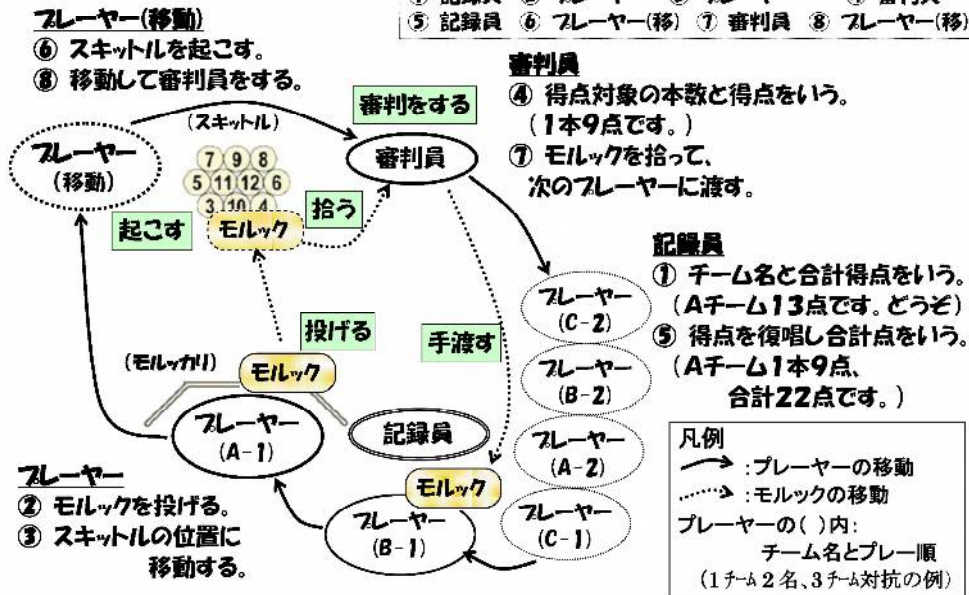 ⑤ 記録員 ⑥ プレーヤー(移) ⑦ 審判員 ⑧ プレーヤー(移)
プレーヤー(移動)
⑥ スキットルを起こす。
⑧ 移動して審判員をする。
審判員
④ 得点対象の本数と得点をいう。
(1本9点です。)
⑦ モルックを拾って、
次のプレーヤーに渡す。
審判をする
(スキットル)
プレーヤー
(移動)
審判員
7 9 8
5 11 12 6
3 10 4
モルック
起こす
拾う
記録員
① チーム名と合計得点をいう。
(Aチーム13点です。どうぞ)
⑤ 得点を復唱し合計点をいう。
(Aチーム1本9点、
合計22点です。)
プレーヤー
(C-2)
投げる
手渡す
(モルッカリ)
モルック
プレーヤー
(B-2)
プレーヤー
(A-1)
記録員
プレーヤー
(A-2)
モルック
プレーヤー
(B-1)
プレーヤー
(C-1)
プレーヤー
② モルックを投げる。
③ スキットルの位置に
移動する。
凡例
:プレーヤーの移動
:モルックの移動
プレーヤーの( )内:
チーム名とプレー順
(1チーム2名、3チーム対抗の例)